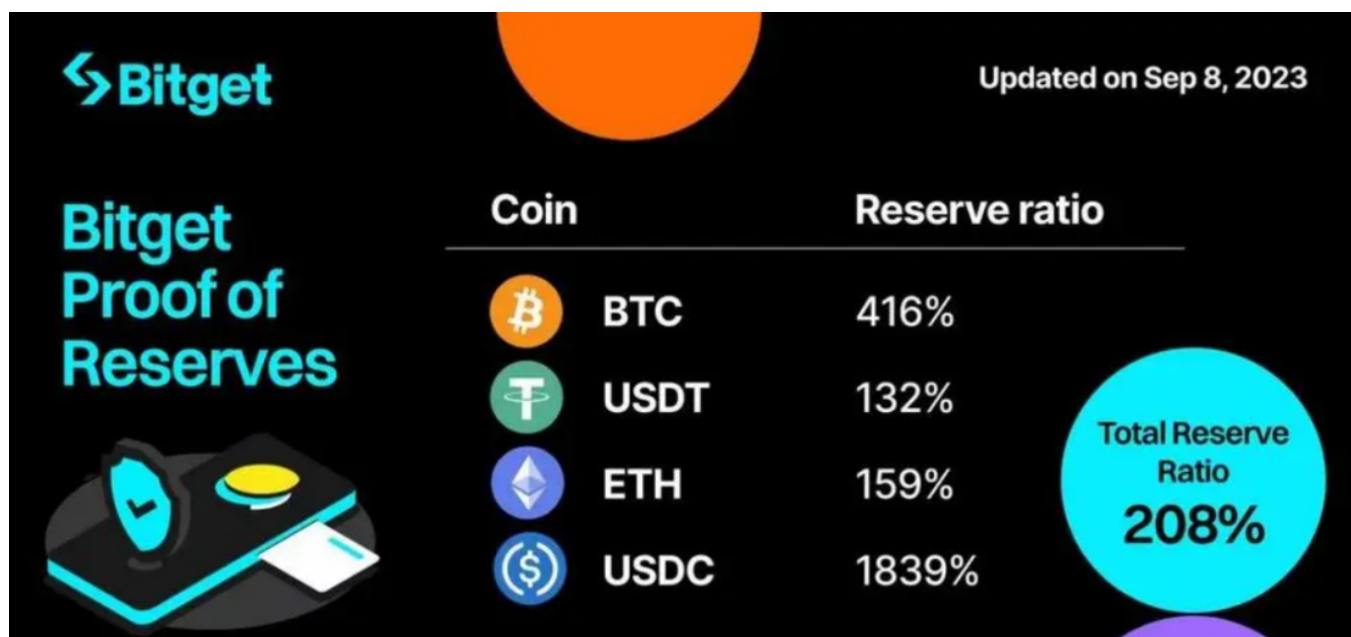 Bitget
Updated on Sep 8, 2023
Bitget
Proof of
Reserves
Coin Reserve ratio
BTC 416%
USDT 132%
ETH 159%
USDC 1839%
Total Reserve
Ratio
208%